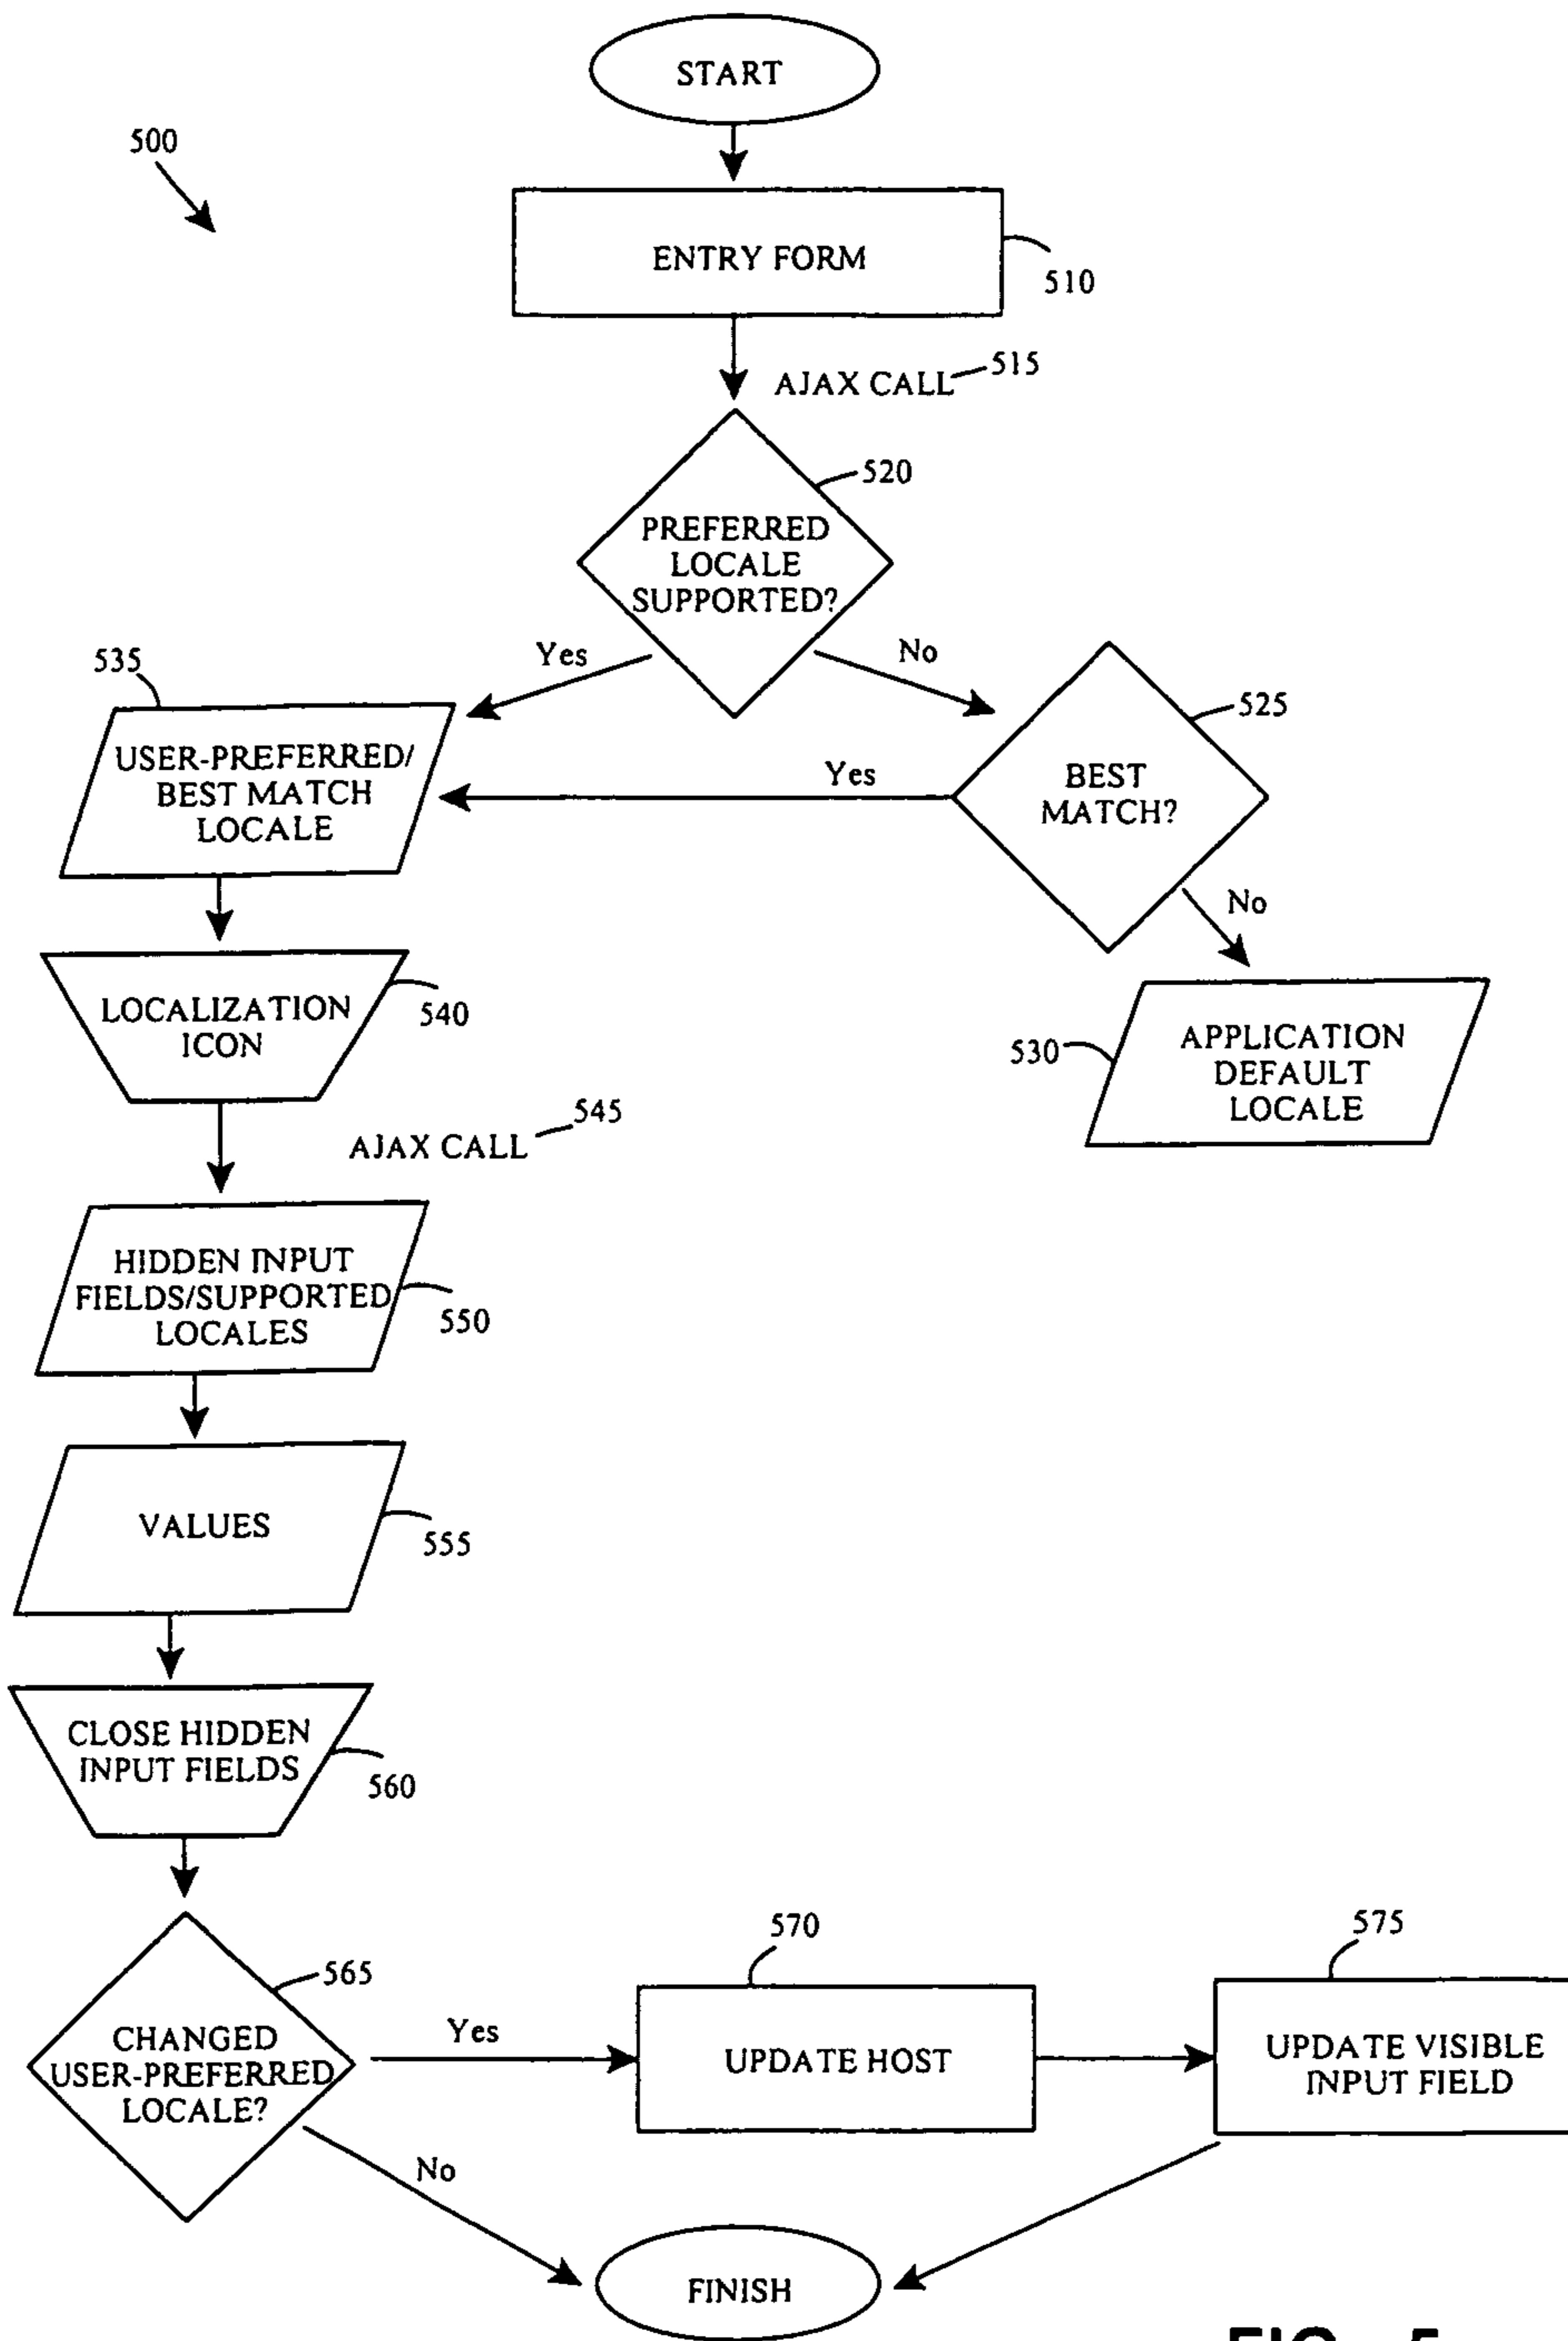 START
500
ENTRY FORM
510
AJAX CALL 515
520
PREFERRED
LOCALE
SUPPORTED?
Yes
No
535
USER-PREFERRED/
BEST MATCH
LOCALE
Yes
525
BEST
MATCH?
No
LOCALIZATION
ICON
540
530
APPLICATION
DEFAULT
LOCALE
AJAX CALL 545
HIDDEN INPUT
FIELDS/SUPPORTED
LOCALES
550
VALUES
555
CLOSE HIDDEN
INPUT FIELDS
560
565
CHANGED
USER-PREFERRED
LOCALE?
Yes
570
UPDATE HOST
575
UPDATE VISIBLE
INPUT FIELD
No
FINISH